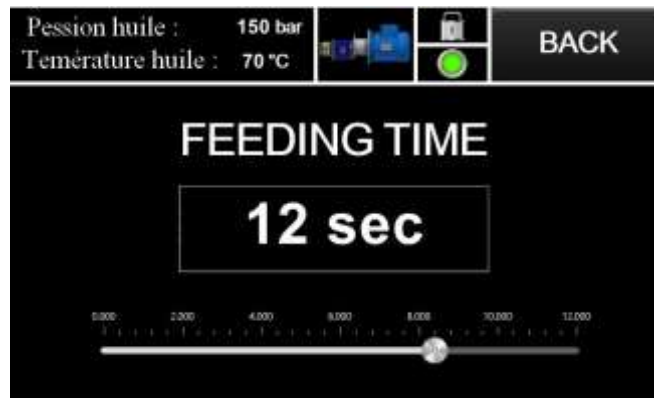 Pession huile : 150 bar
Temérature huile : 70 °C
BACK
FEEDING TIME
12 sec
0.000 2.000 4.000 6.000 8.000 10.000 12.000